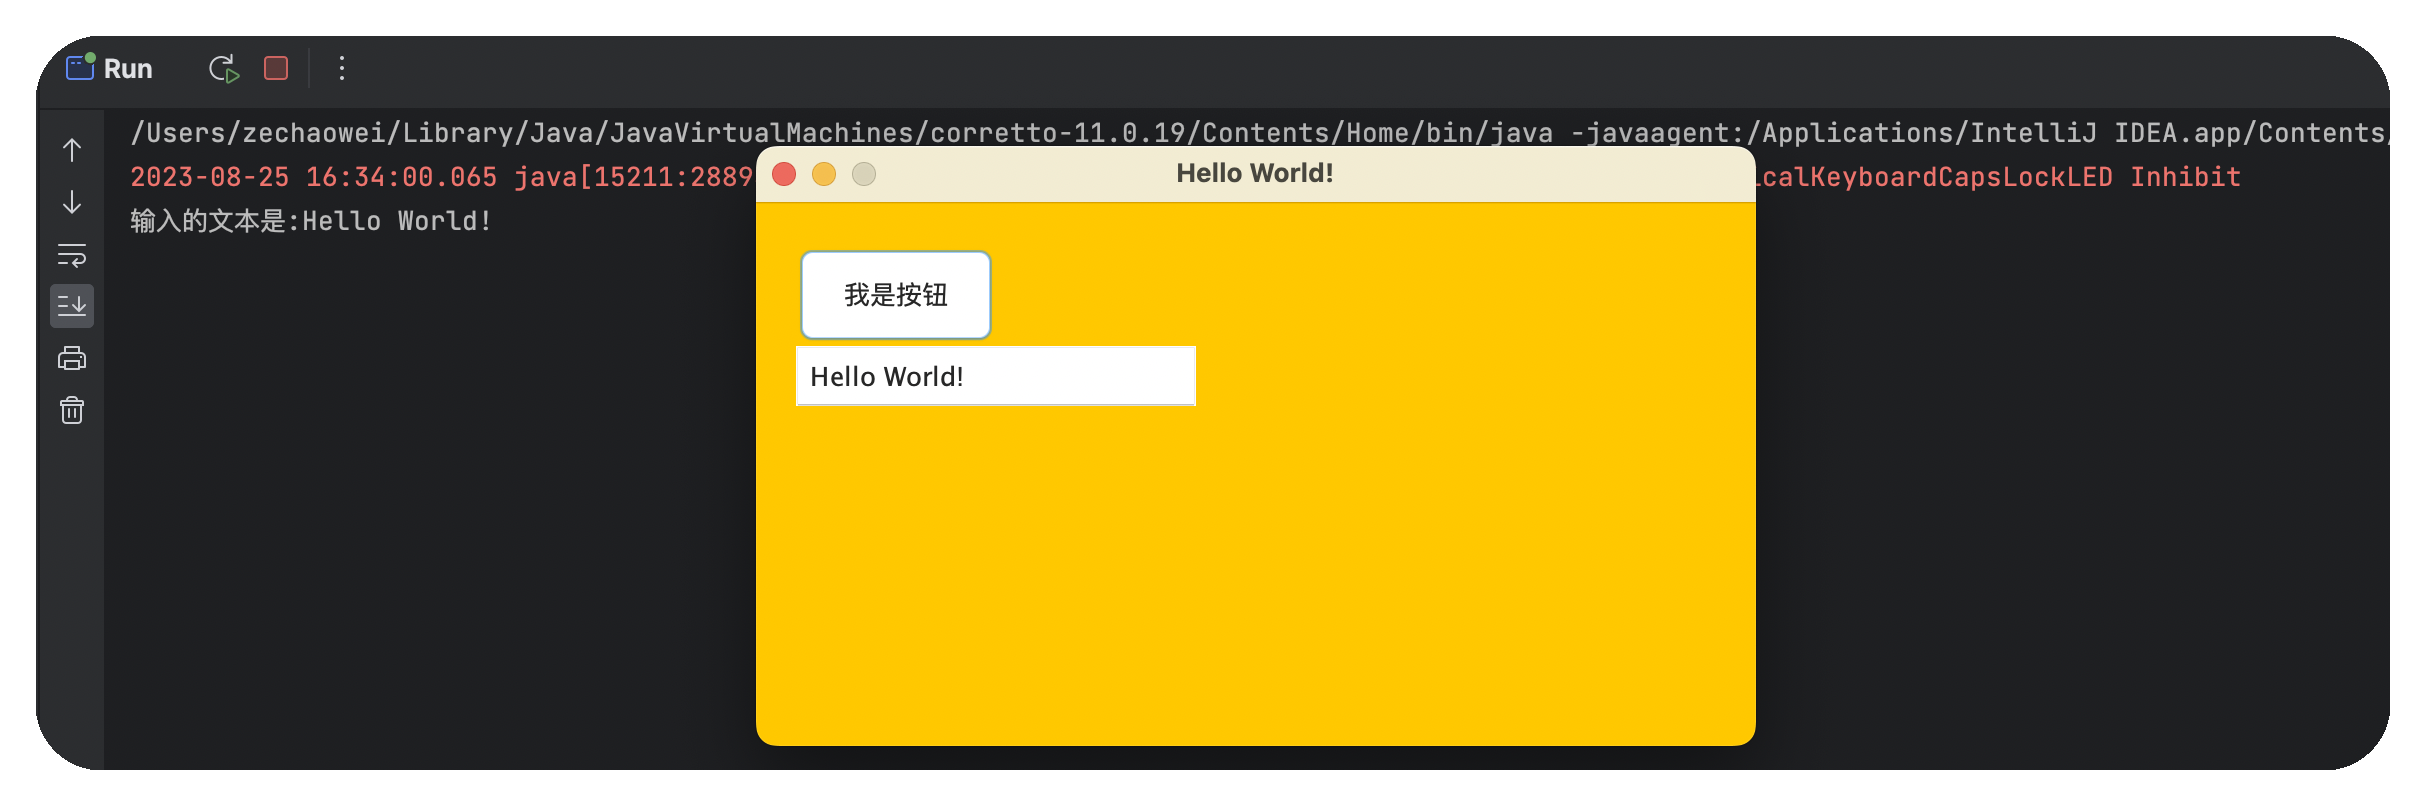 Run
/Users/zechaowei/Library/Java/JavaVirtualMachines/corretto-11.0.19/Contents/Home/bin/java -javaagent:/Applications/IntelliJ IDEA.app/Contents/
2023-08-25 16:34:00.065 java[15211:2889
calKeyboardCapsLockLED Inhibit
输入的文本是:Hello World!
Hello World!
我是按钮
Hello World!